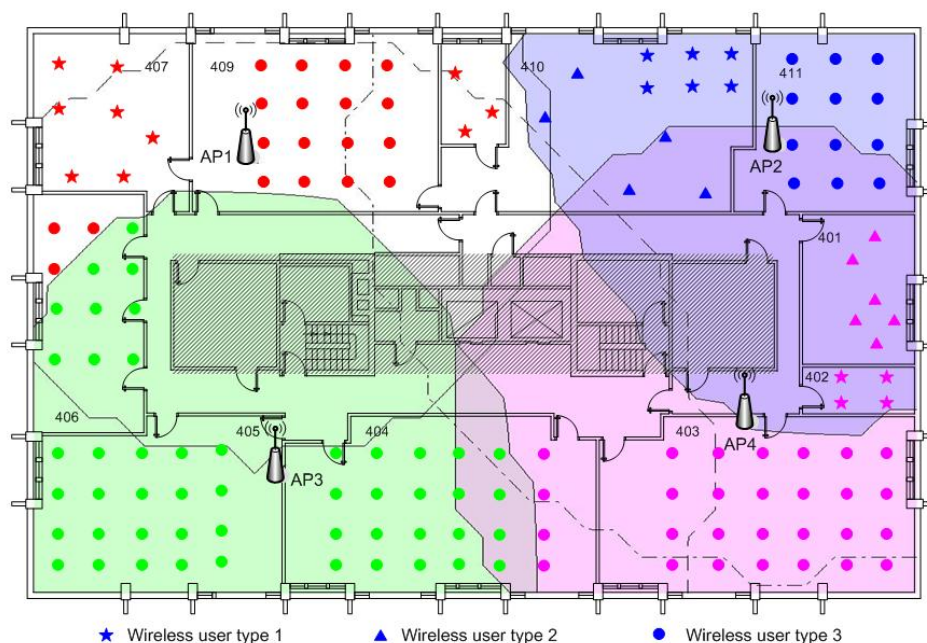 407
409
410
411
AP1
AP2
401
402
406
405
404
403
AP3
AP4
Wireless user type 1
Wireless user type 2
Wireless user type 3